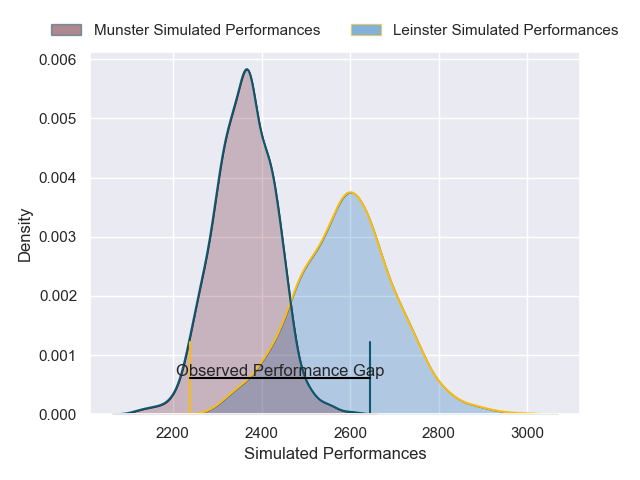 Munster Simulated Performances Leinster Simulated Performances
0.006
0.005
0.004
0.003
0.002
0.001
0.000
Density
Observed Performance Gap
2200 2400 2600 2800 3000
Simulated Performances